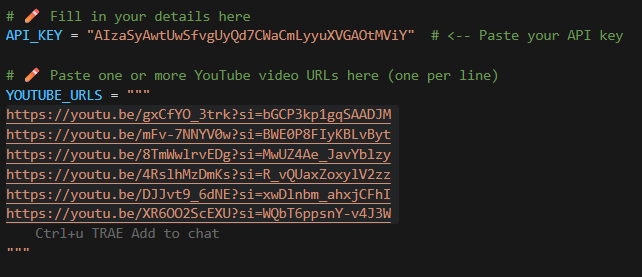 # 🖍️ Fill in your details here
API_KEY = "AIzaSyAwtUwSfvgUyQd7CWaCmLyyuXVGAOtMViY"  # <-- Paste your API key
# 🖍️ Paste one or more YouTube video URLs here (one per line)
YOUTUBE_URLS = """
https://youtu.be/gxCfYO_3trk?si=bGCP3kp1gqSAADJM
https://youtu.be/mFv-7NNYV0w?si=BWE0P8FIyKBLvByt
https://youtu.be/8TmWwlrvEDg?si=MwUZ4Ae_JavYblzy
https://youtu.be/4RslhMzDmKs?si=R_vQUaxZoxylV2zz
https://youtu.be/DJJvt9_6dNE?si=xwDlnbm_ahxjCFhI
https://youtu.be/XR6OO2ScEXU?si=WQbT6ppsnY-v4J3W
Ctrl+u TRAE Add to chat
"""